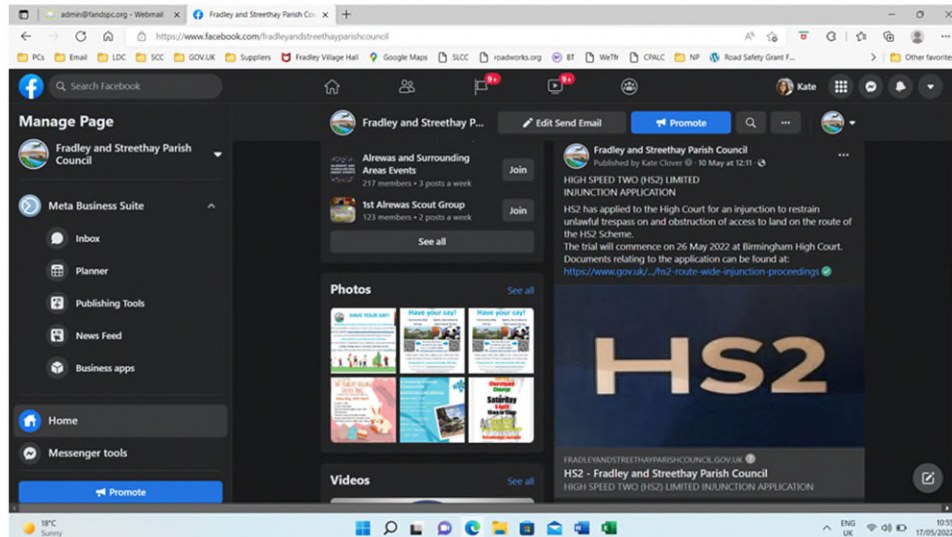 admin@fandspc.org - Webmail
Fradley and Streethay Parish Cou
https://www.facebook.com/fradleyandstreethayparishcouncil
PCs Email LDC SCC GOV.UK Suppliers Fradley Village Hall Google Maps SLCC roadworks.org BT WeTfr CPALC NP Road Safety Grant F... Other favorites
Search Facebook
9+
9+
Kate
Manage Page
Fradley and Streethay Parish
Council
Meta Business Suite
Inbox
Planner
Publishing Tools
News Feed
Business apps
Home
Messenger tools
Promote
Fradley and Streethay P...
Edit Send Email
Promote
Alrewas and Surrounding
Areas Events
217 members • 3 posts a week
Join
1st Alrewas Scout Group
123 members • 2 posts a week
Join
See all
Photos
See all
HAVE YOUR SAY!
Have your say!
Have your say!
Saturday
Videos
See all
Fradley and Streethay Parish Council
Published by Kate Clover · 10 May at 12:11 ·
HIGH SPEED TWO (HS2) LIMITED
INJUNCTION APPLICATION
HS2 has applied to the High Court for an injunction to restrain
unlawful trespass on and obstruction of access to land on the route of
the HS2 Scheme.
The trial will commence on 26 May 2022 at Birmingham High Court.
Documents relating to the application can be found at:
https://www.gov.uk/.../hs2-route-wide-injunction-proceedings
HS2
FRADLEYANDSTREETHAYPARISHCOUNCIL.GOV.UK
HS2 - Fradley and Streethay Parish Council
HIGH SPEED TWO (HS2) LIMITED INJUNCTION APPLICATION
18°C
Sunny
ENG
UK
10:55
17/05/2022